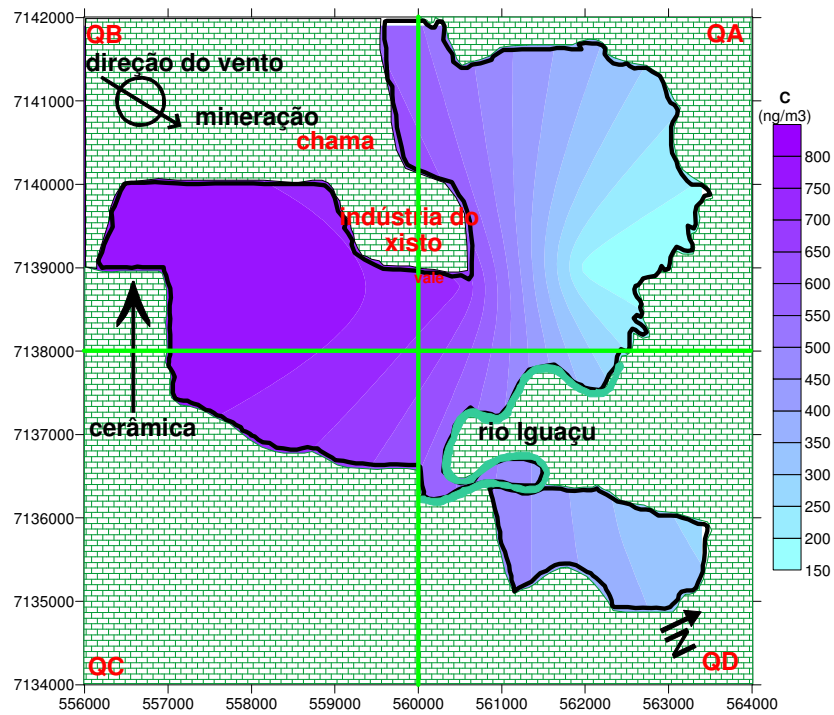 7142000
7141000
7140000
7139000
7138000
7137000
7136000
7135000
7134000
QB
QA
direção do vento
mineração
chama
indústria do
xisto
vale
cerâmica
rio Iguaçu
N
QC
QD
556000 557000 558000 559000 560000 561000 562000 563000 564000
C
(ng/m3)
800
750
700
650
600
550
500
450
400
350
300
250
200
150